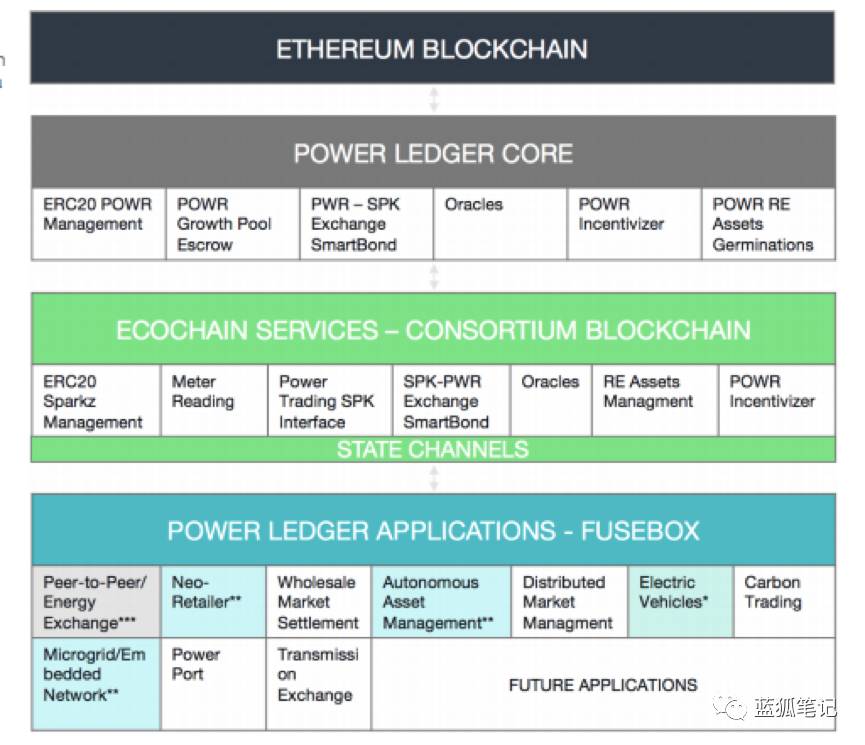 ETHEREUM BLOCKCHAIN
POWER LEDGER CORE
ERC20 POWR
Management
POWR
Growth Pool
Escrow
PWR – SPK
Exchange
SmartBond
Oracles
POWR
Incentivizer
POWR RE
Assets
Germinations
ECOCHAIN SERVICES – CONSORTIUM BLOCKCHAIN
ERC20
Sparkz
Management
Meter
Reading
Power
Trading SPK
Interface
SPK-PWR
Exchange
SmartBond
Oracles
RE Assets
Managment
POWR
Incentivizer
STATE CHANNELS
POWER LEDGER APPLICATIONS - FUSEBOX
Peer-to-Peer/
Energy
Exchange***
Neo-
Retailer**
Wholesale
Market
Settlement
Autonomous
Asset
Management**
Distributed
Market
Managment
Electric
Vehicles*
Carbon
Trading
Microgrid/Em
bedded
Network**
Power
Port
Transmissi
on
Exchange
FUTURE APPLICATIONS
蓝狐笔记